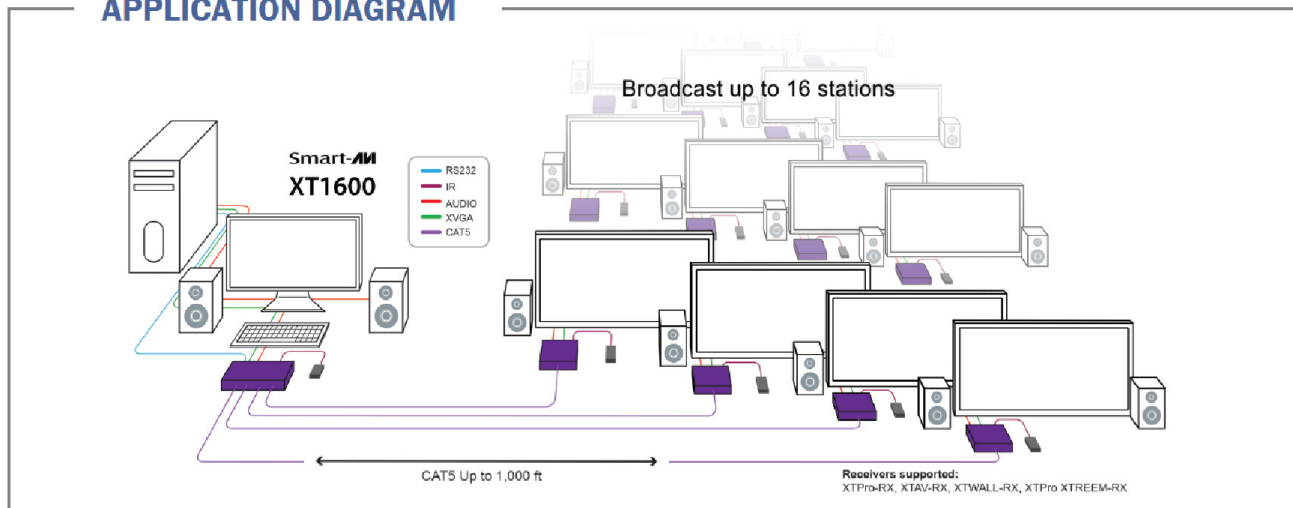 APPLICATION DIAGRAM
Broadcast up to 16 stations
Smart-AVI
XT1600
RS232
IR
AUDIO
XVGA
CAT5
CAT5 Up to 1,000 ft
Receivers supported:
XTPro-RX, XTAV-RX, XTWALL-RX, XTPro XTREEM-RX